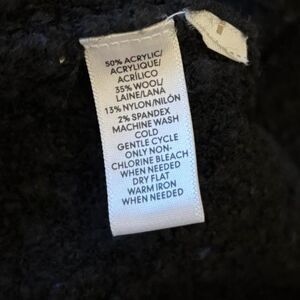 50% ACRYLIC/
ACRYLIQUE/
ACRÍLICO
35% WOOL/
LAINE/LANA
13% NYLON/NILÓN
2% SPANDEX
MACHINE WASH
COLD
GENTLE CYCLE
ONLY NON-
CHLORINE BLEACH
WHEN NEEDED
DRY FLAT
WARM IRON
WHEN NEEDED